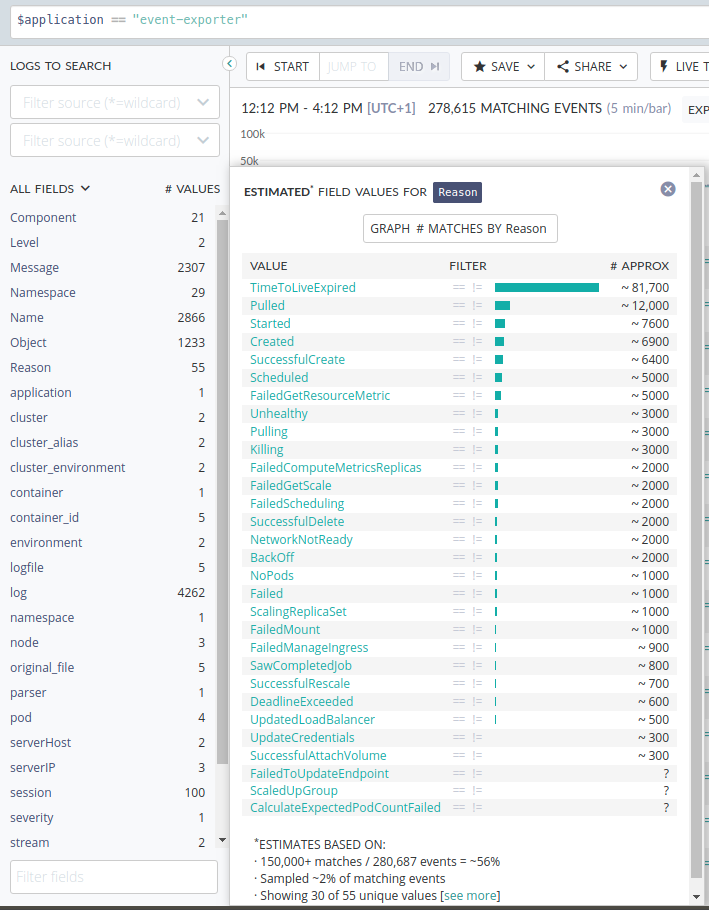 $application == "event-exporter"
LOGS TO SEARCH
Filter source (*=wildcard)
Filter source (*=wildcard)
ALL FIELDS # VALUES
Component 21
Level 2
Message 2307
Namespace 29
Name 2866
Object 1233
Reason 55
application 1
cluster 2
cluster_alias 2
cluster_environment 2
container 1
container_id 5
environment 2
logfile 5
log 4262
namespace 1
node 3
original_file 5
parser 1
pod 4
serverHost 2
serverIP 3
session 100
severity 1
stream 2
Filter fields
START JUMP TO END SAVE SHARE LIVE T
12:12 PM - 4:12 PM [UTC+1] 278,615 MATCHING EVENTS (5 min/bar) EXP
100k
50k
ESTIMATED* FIELD VALUES FOR Reason
GRAPH # MATCHES BY Reason
VALUE FILTER # APPROX
TimeToLiveExpired == != ~ 81,700
Pulled == != ~ 12,000
Started == != ~ 7600
Created == != ~ 6900
SuccessfulCreate == != ~ 6400
Scheduled == != ~ 5000
FailedGetResourceMetric == != ~ 5000
Unhealthy == != ~ 3000
Pulling == != ~ 3000
Killing == != ~ 3000
FailedComputeMetricsReplicas == != ~ 2000
FailedGetScale == != ~ 2000
FailedScheduling == != ~ 2000
SuccessfulDelete == != ~ 2000
NetworkNotReady == != ~ 2000
BackOff == != ~ 2000
NoPods == != ~ 1000
Failed == != ~ 1000
ScalingReplicaSet == != ~ 1000
FailedMount == != ~ 1000
FailedManageIngress == != ~ 900
SawCompletedJob == != ~ 800
SuccessfulRescale == != ~ 700
DeadlineExceeded == != ~ 600
UpdatedLoadBalancer == != ~ 500
UpdateCredentials == != ~ 300
SuccessfulAttachVolume == != ~ 300
FailedToUpdateEndpoint == != ?
ScaledUpGroup == != ?
CalculateExpectedPodCountFailed == != ?
*ESTIMATES BASED ON:
· 150,000+ matches / 280,687 events = ~56%
· Sampled ~2% of matching events
· Showing 30 of 55 unique values [see more]